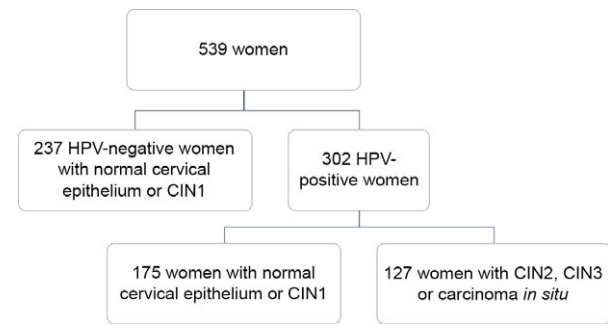 539 women
237 HPV-negative women
with normal cervical
epithelium or CIN1
302 HPV-
positive women
175 women with normal
cervical epithelium or CIN1
127 women with CIN2, CIN3
or carcinoma in situ